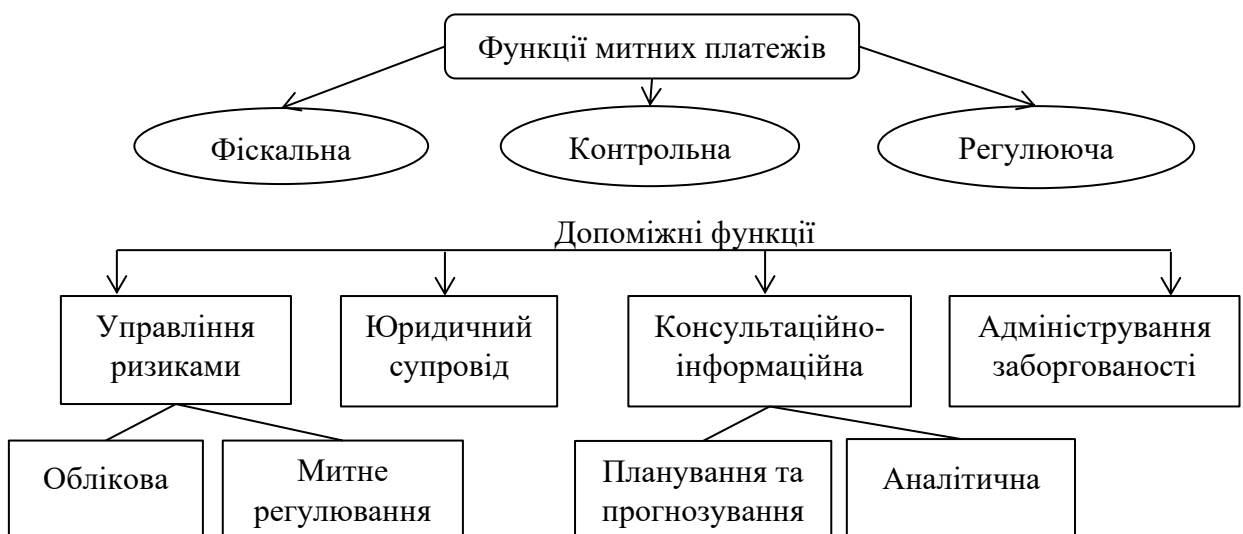 Функції митних платежів
Фіскальна
Контрольна
Регулююча
Допоміжні функції
Управління
ризиками
Юридичний
супровід
Консультаційно-
інформаційна
Адміністрування
заборгованості
Облікова
Митне
регулювання
Планування та
прогнозування
Аналітична